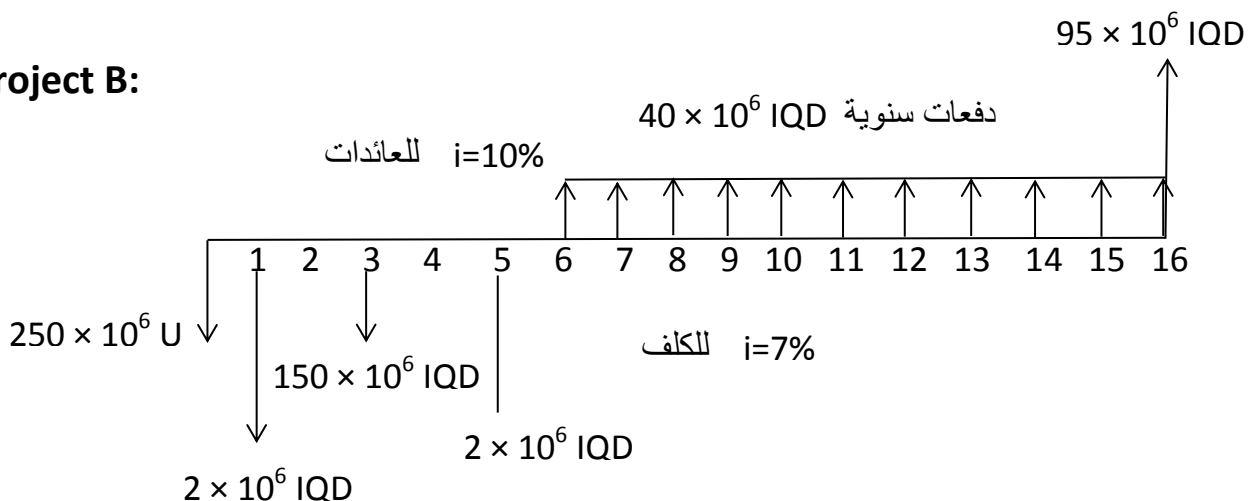 95 × 10⁶ IQD
roject B:
دفعات سنوية 40 × 10⁶ IQD
للعائدات i=10%
1 2 3 4 5 6 7 8 9 10 11 12 13 14 15 16
250 × 10⁶ U
للكلف i=7%
150 × 10⁶ IQD
2 × 10⁶ IQD
2 × 10⁶ IQD